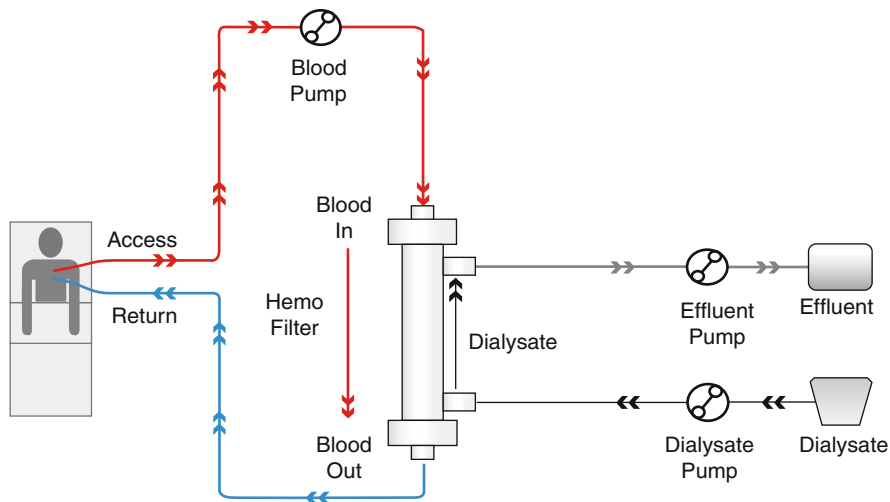 Blood
Pump
Access
Return
Blood
In
Hemo
Filter
Blood
Out
Dialysate
Effluent
Pump
Effluent
Dialysate
Pump
Dialysate